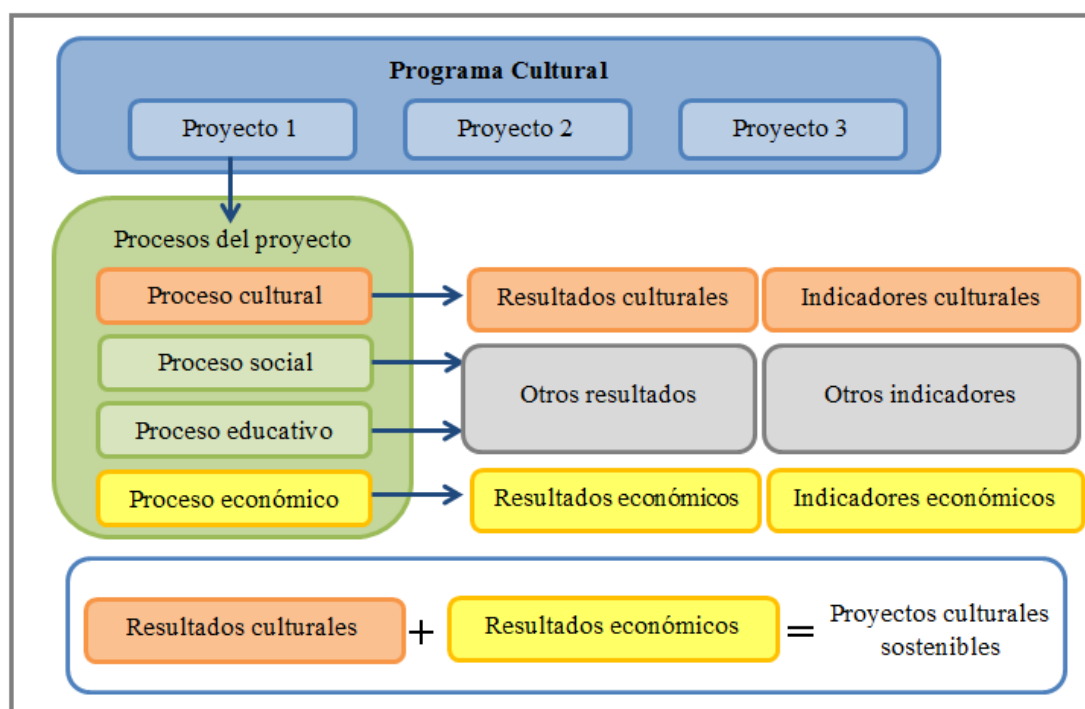 Programa Cultural
Proyecto 1
Proyecto 2
Proyecto 3
Procesos del proyecto
Proceso cultural
Resultados culturales
Indicadores culturales
Proceso social
Otros resultados
Otros indicadores
Proceso educativo
Proceso económico
Resultados económicos
Indicadores económicos
Resultados culturales
+
Resultados económicos
=
Proyectos culturales
sostenibles